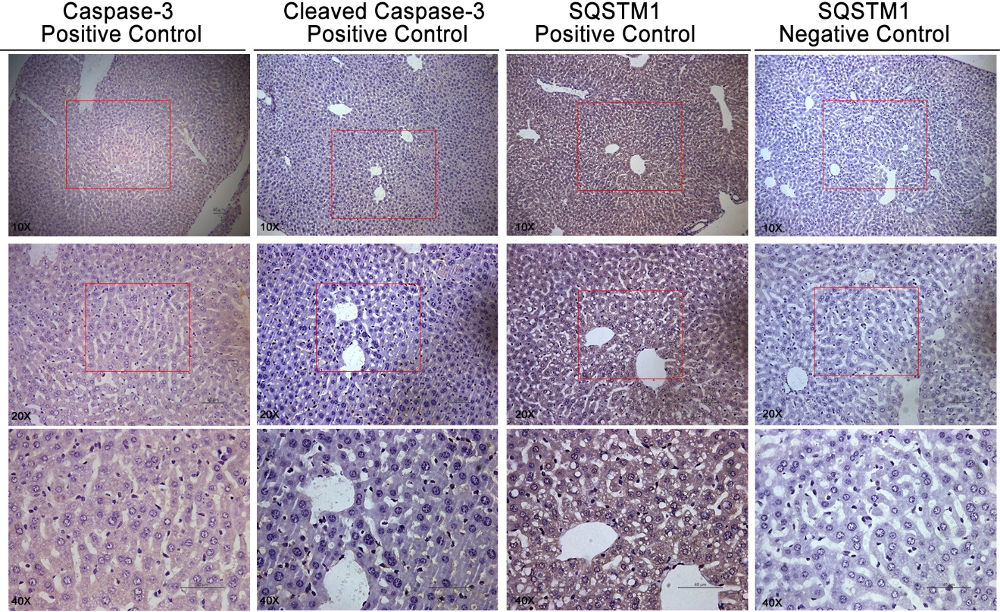 Caspase-3
Positive Control
Cleaved Caspase-3
Positive Control
SQSTM1
Positive Control
SQSTM1
Negative Control
40µm
10X
10X
10X
10X
20X
20X
20X
20X
40X
40X
40 µm
40X
40X